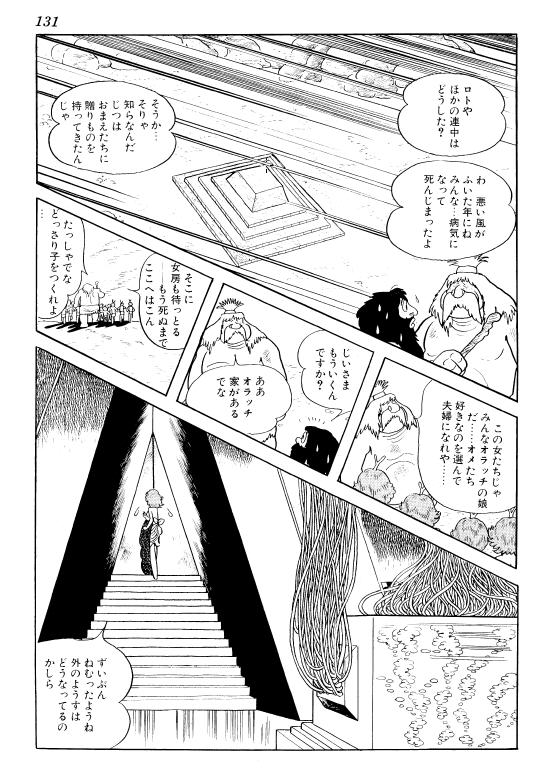 131
ロトや
ほかの連中は
どうした？
わ 悪い風が
ふいた年にね
みんな…病気に
なって
死んじまったよ
そうか…
そりゃ
知らなんだ
じつは
おまえたちに
贈りものを
持ってきたん
じゃ
この女たちじゃ
みんなオラッチの娘
だ……オメたち
好きなのを選んで
夫婦になれや……
じいさま
もういくん
ですか？
ああ
オラッチ
家がある
でな
そこに
女房も待っとる
もう死ぬまで
ここへはこん
たっしゃでな
どっさり子をつくれよ
…
ずいぶん
ねむったようね
外のようすは
どうなってるの
かしら